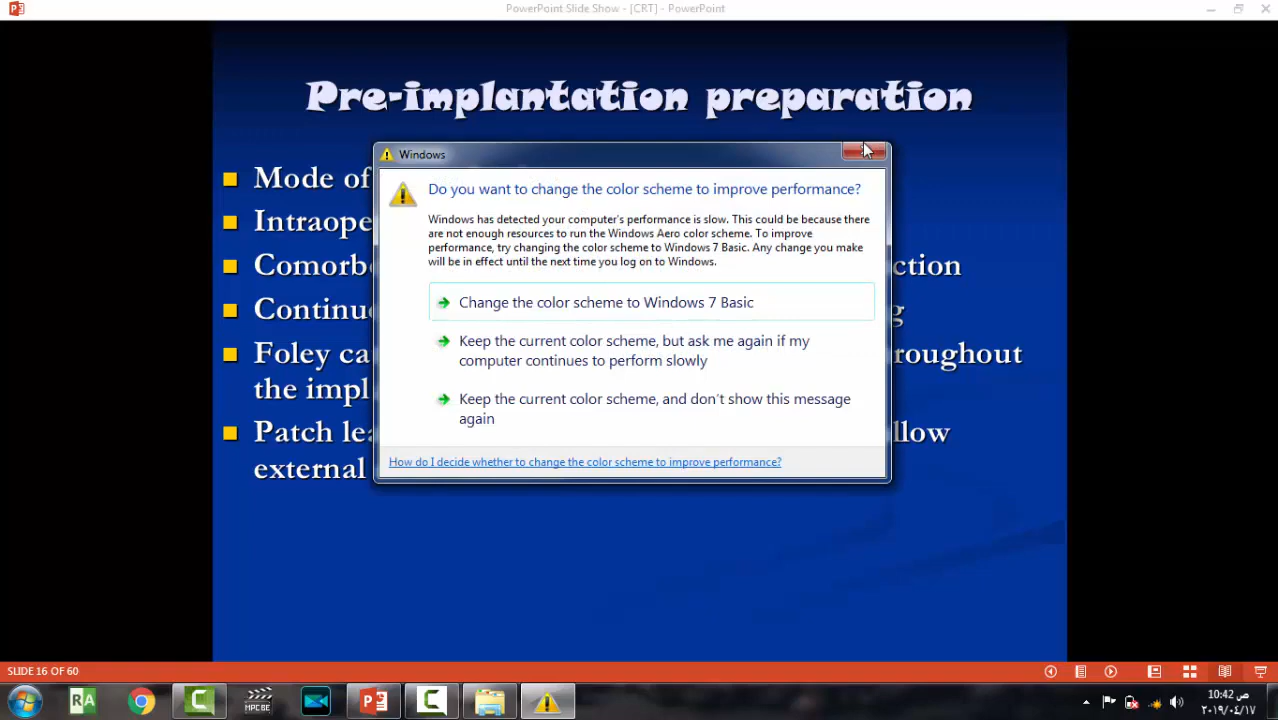 PowerPoint Slide Show - [CRT] - PowerPoint
Pre-implantation preparation
Mode of
Intraope
Comorb ction
Continu g
Foley ca roughout
the impl
Patch lea llow
external
Windows
Do you want to change the color scheme to improve performance?
Windows has detected your computer's performance is slow. This could be because there
are not enough resources to run the Windows Aero color scheme. To improve
performance, try changing the color scheme to Windows 7 Basic. Any change you make
will be in effect until the next time you log on to Windows.
Change the color scheme to Windows 7 Basic
Keep the current color scheme, but ask me again if my
computer continues to perform slowly
Keep the current color scheme, and don't show this message
again
How do I decide whether to change the color scheme to improve performance?
SLIDE 16 OF 60
RA
MPC BE
10:42 ص
٢٠١٩/٠٤/١٧